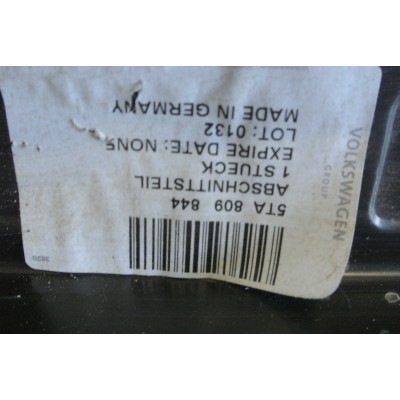 VOLKSWAGEN
GROUP
5TA 809 844
ABSCHNITTSTEIL
1 STUECK
EXPIRE DATE: NONE
LOT: 0132
MADE IN GERMANY